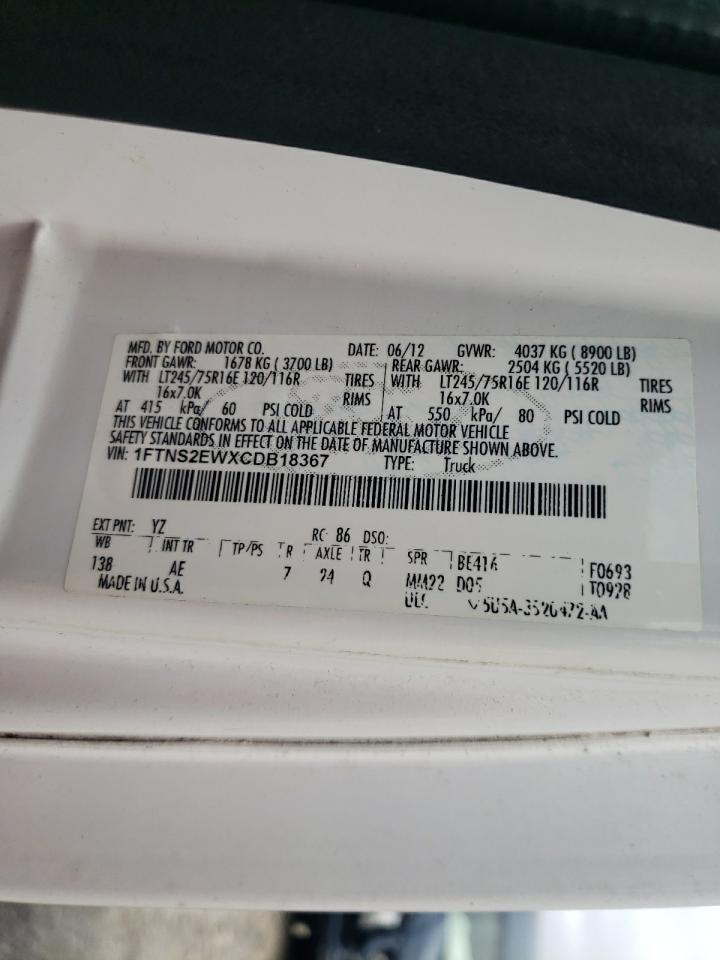 MFD. BY FORD MOTOR CO. DATE: 06/12 GVWR: 4037 KG ( 8900 LB)
FRONT GAWR: 1678 KG ( 3700 LB) REAR GAWR: 2504 KG ( 5520 LB)
WITH LT245/75R16E 120/116R TIRES WITH LT245/75R16E 120/116R TIRES
16x7.0K RIMS 16x7.0K RIMS
AT 415 kPa/ 60 PSI COLD AT 550 kPa/ 80 PSI COLD
THIS VEHICLE CONFORMS TO ALL APPLICABLE FEDERAL MOTOR VEHICLE
SAFETY STANDARDS IN EFFECT ON THE DATE OF MANUFACTURE SHOWN ABOVE.
VIN: 1FTNS2EWXCDB18367 TYPE: Truck
EXT PNT: YZ RC: 86 DSO:
WB INT TR TP/PS R AXLE TR SPR BE416 F0693
138 AE 7 24 Q MM22 D05 T0928
MADE IN U.S.A.